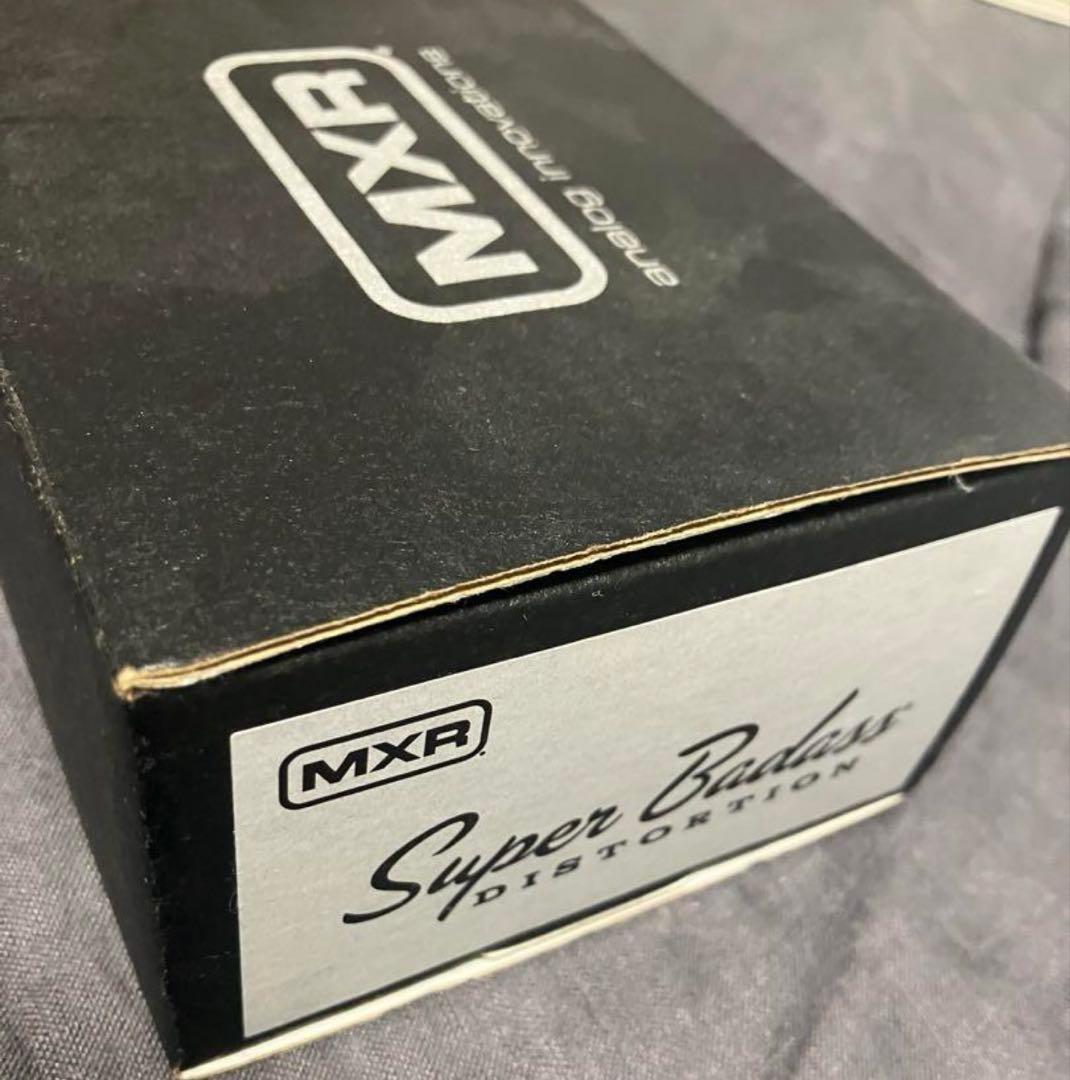 MXR
analog innovations
MXR
Super Badass
DISTORTION